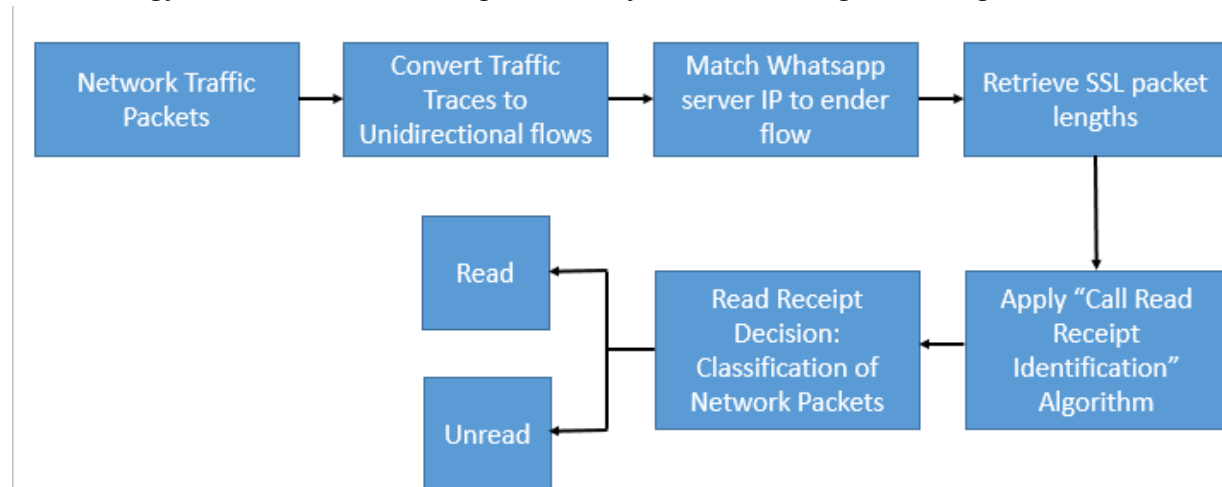 Network Traffic
Packets
Convert Traffic
Traces to
Unidirectional flows
Match Whatsapp
server IP to ender
flow
Retrieve SSL packet
lengths
Read
Unread
Read Receipt
Decision:
Classification of
Network Packets
Apply “Call Read
Receipt
Identification”
Algorithm